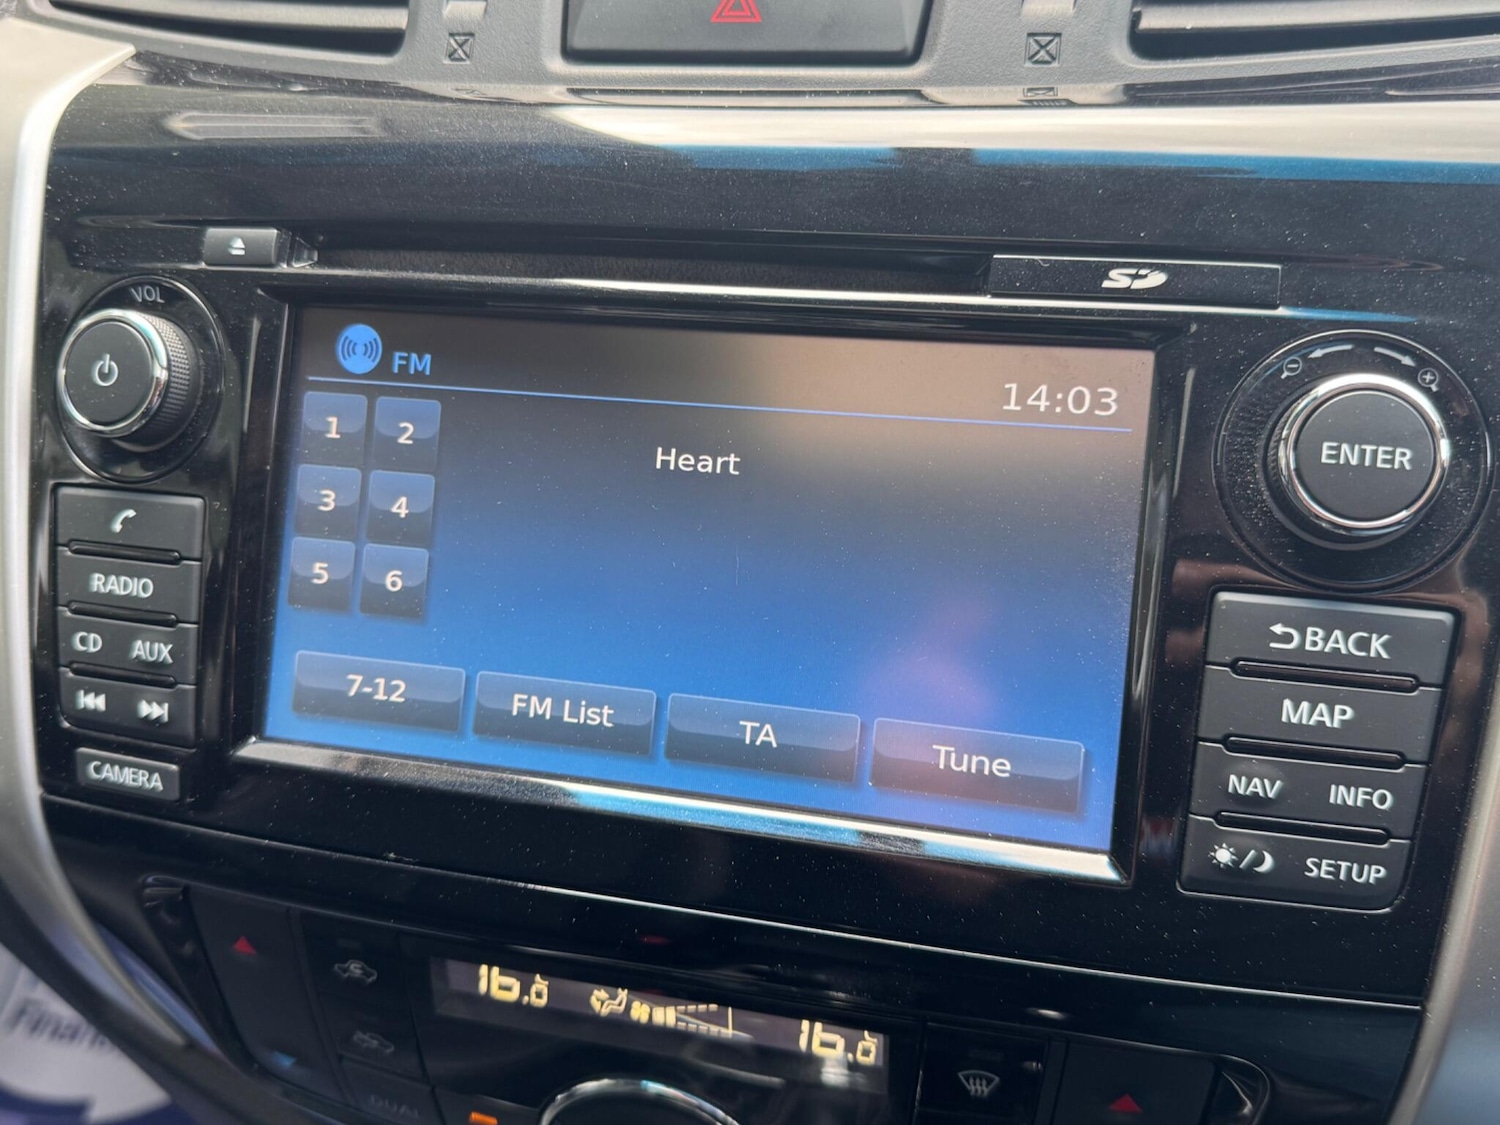 VOL
SD
FM
14:03
1 2
Heart
3 4
5 6
7-12
FM List
TA
Tune
RADIO
CD AUX
CAMERA
ENTER
BACK
MAP
NAV INFO
SETUP
16.0
16.0
DUAL